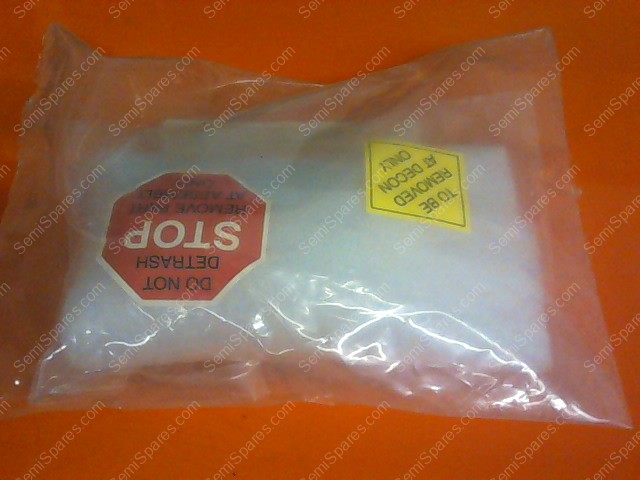 DO NOT
DETRASH
STOP
REMOVE
TO BE
REMOVED
AT DECON
ONLY
SemiSpares.com